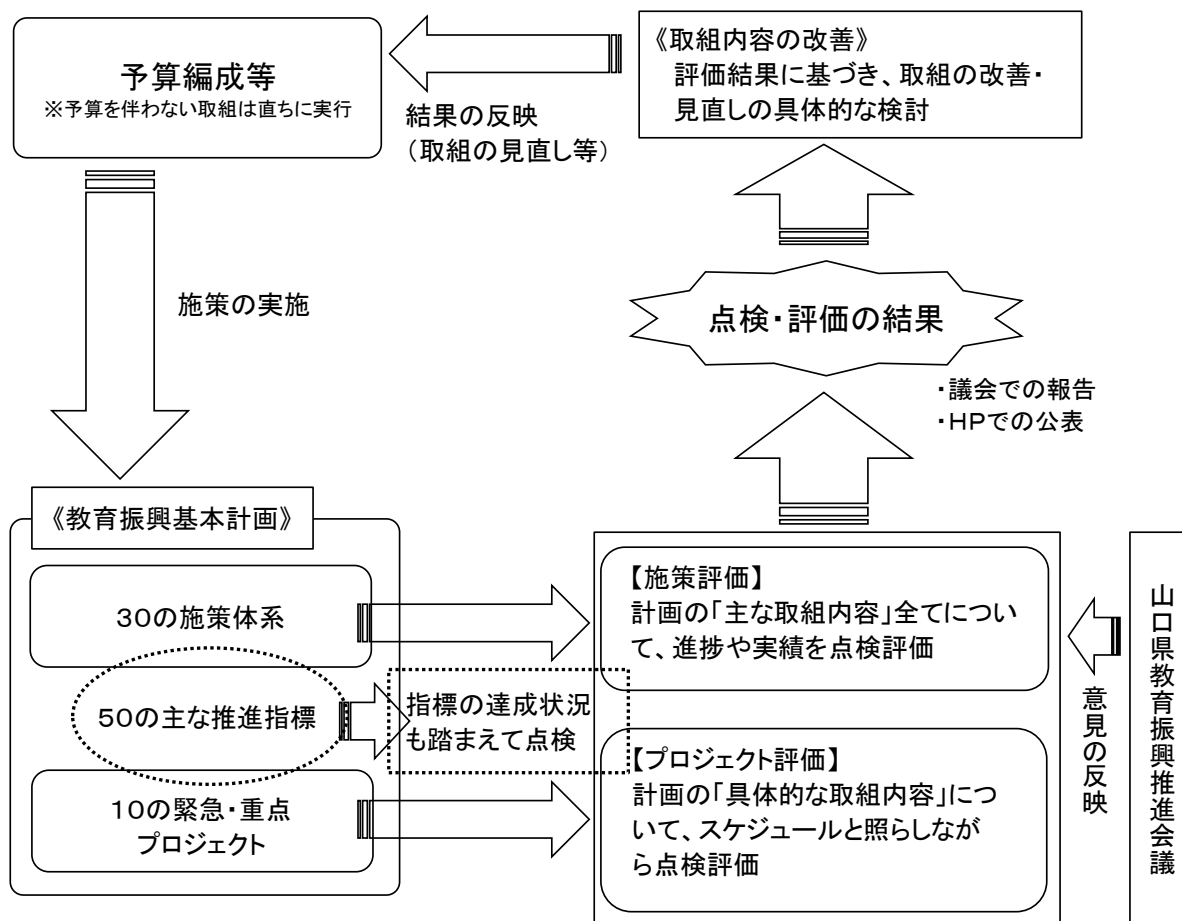 予算編成等
※予算を伴わない取組は直ちに実行
結果の反映
（取組の見直し等）
《取組内容の改善》
評価結果に基づき、取組の改善・
見直しの具体的な検討
施策の実施
点検・評価の結果
・議会での報告
・HPでの公表
《教育振興基本計画》
30の施策体系
50の主な推進指標
10の緊急・重点
プロジェクト
指標の達成状況
も踏まえて点検
【施策評価】
計画の「主な取組内容」全てについ
て、進捗や実績を点検評価
【プロジェクト評価】
計画の「具体的な取組内容」につ
いて、スケジュールと照らしなが
ら点検評価
意見の反映
山口県教育振興推進会議